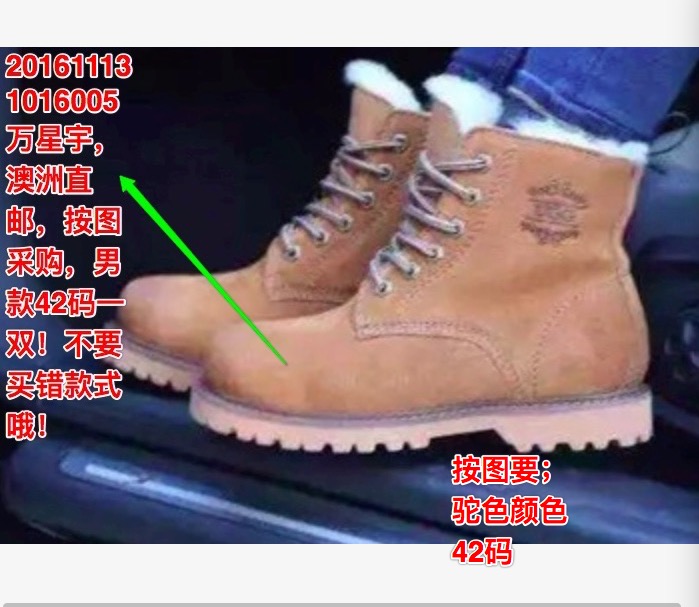 20161113
1016005
万星宇，
澳洲直
邮，按图
采购，男
款42码一
双！不要
买错款式
哦！
按图要；
驼色颜色
42码